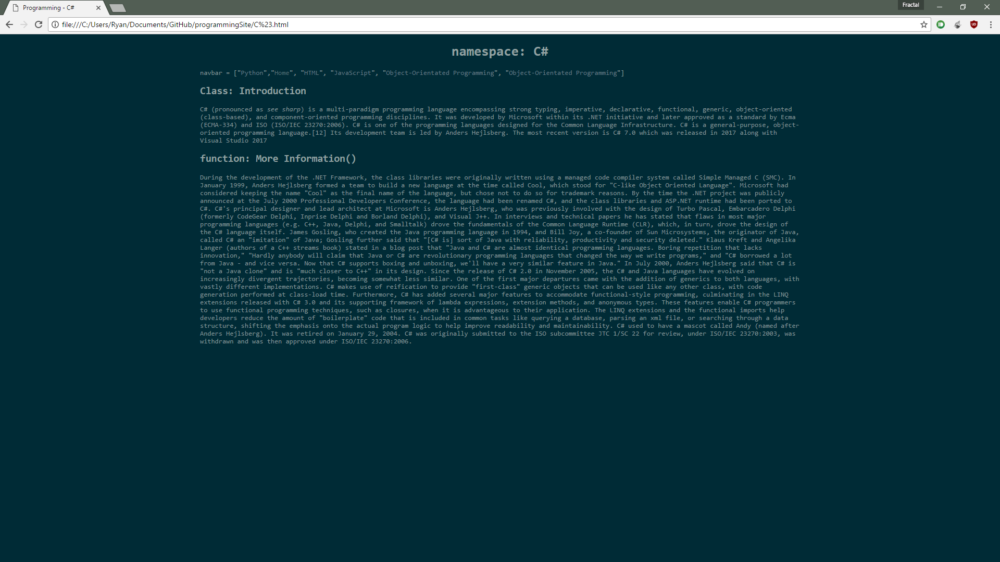 Programming - C#
Fractal
file:///C:/Users/Ryan/Documents/GitHub/programmingSite/C%23.html
namespace: C#
navbar = ["Python","Home", "HTML", "JavaScript", "Object-Orientated Programming", "Object-Orientated Programming"]
Class: Introduction
C# (pronounced as see sharp) is a multi-paradigm programming language encompassing strong typing, imperative, declarative, functional, generic, object-oriented
(class-based), and component-oriented programming disciplines. It was developed by Microsoft within its .NET initiative and later approved as a standard by Ecma
(ECMA-334) and ISO (ISO/IEC 23270:2006). C# is one of the programming languages designed for the Common Language Infrastructure. C# is a general-purpose, object-
oriented programming language.[12] Its development team is led by Anders Hejlsberg. The most recent version is C# 7.0 which was released in 2017 along with
Visual Studio 2017
function: More Information()
During the development of the .NET Framework, the class libraries were originally written using a managed code compiler system called Simple Managed C (SMC). In
January 1999, Anders Hejlsberg formed a team to build a new language at the time called Cool, which stood for "C-like Object Oriented Language". Microsoft had
considered keeping the name "Cool" as the final name of the language, but chose not to do so for trademark reasons. By the time the .NET project was publicly
announced at the July 2000 Professional Developers Conference, the language had been renamed C#, and the class libraries and ASP.NET runtime had been ported to
C#. C#'s principal designer and lead architect at Microsoft is Anders Hejlsberg, who was previously involved with the design of Turbo Pascal, Embarcadero Delphi
(formerly CodeGear Delphi, Inprise Delphi and Borland Delphi), and Visual J++. In interviews and technical papers he has stated that flaws in most major
programming languages (e.g. C++, Java, Delphi, and Smalltalk) drove the fundamentals of the Common Language Runtime (CLR), which, in turn, drove the design of
the C# language itself. James Gosling, who created the Java programming language in 1994, and Bill Joy, a co-founder of Sun Microsystems, the originator of Java,
called C# an "imitation" of Java; Gosling further said that "[C# is] sort of Java with reliability, productivity and security deleted." Klaus Kreft and Angelika
Langer (authors of a C++ streams book) stated in a blog post that "Java and C# are almost identical programming languages. Boring repetition that lacks
innovation," "Hardly anybody will claim that Java or C# are revolutionary programming languages that changed the way we write programs," and "C# borrowed a lot
from Java - and vice versa. Now that C# supports boxing and unboxing, we'll have a very similar feature in Java." In July 2000, Anders Hejlsberg said that C# is
"not a Java clone" and is "much closer to C++" in its design. Since the release of C# 2.0 in November 2005, the C# and Java languages have evolved on
increasingly divergent trajectories, becoming somewhat less similar. One of the first major departures came with the addition of generics to both languages, with
vastly different implementations. C# makes use of reification to provide "first-class" generic objects that can be used like any other class, with code
generation performed at class-load time. Furthermore, C# has added several major features to accommodate functional-style programming, culminating in the LINQ
extensions released with C# 3.0 and its supporting framework of lambda expressions, extension methods, and anonymous types. These features enable C# programmers
to use functional programming techniques, such as closures, when it is advantageous to their application. The LINQ extensions and the functional imports help
developers reduce the amount of "boilerplate" code that is included in common tasks like querying a database, parsing an xml file, or searching through a data
structure, shifting the emphasis onto the actual program logic to help improve readability and maintainability. C# used to have a mascot called Andy (named after
Anders Hejlsberg). It was retired on January 29, 2004. C# was originally submitted to the ISO subcommittee JTC 1/SC 22 for review, under ISO/IEC 23270:2003, was
withdrawn and was then approved under ISO/IEC 23270:2006.